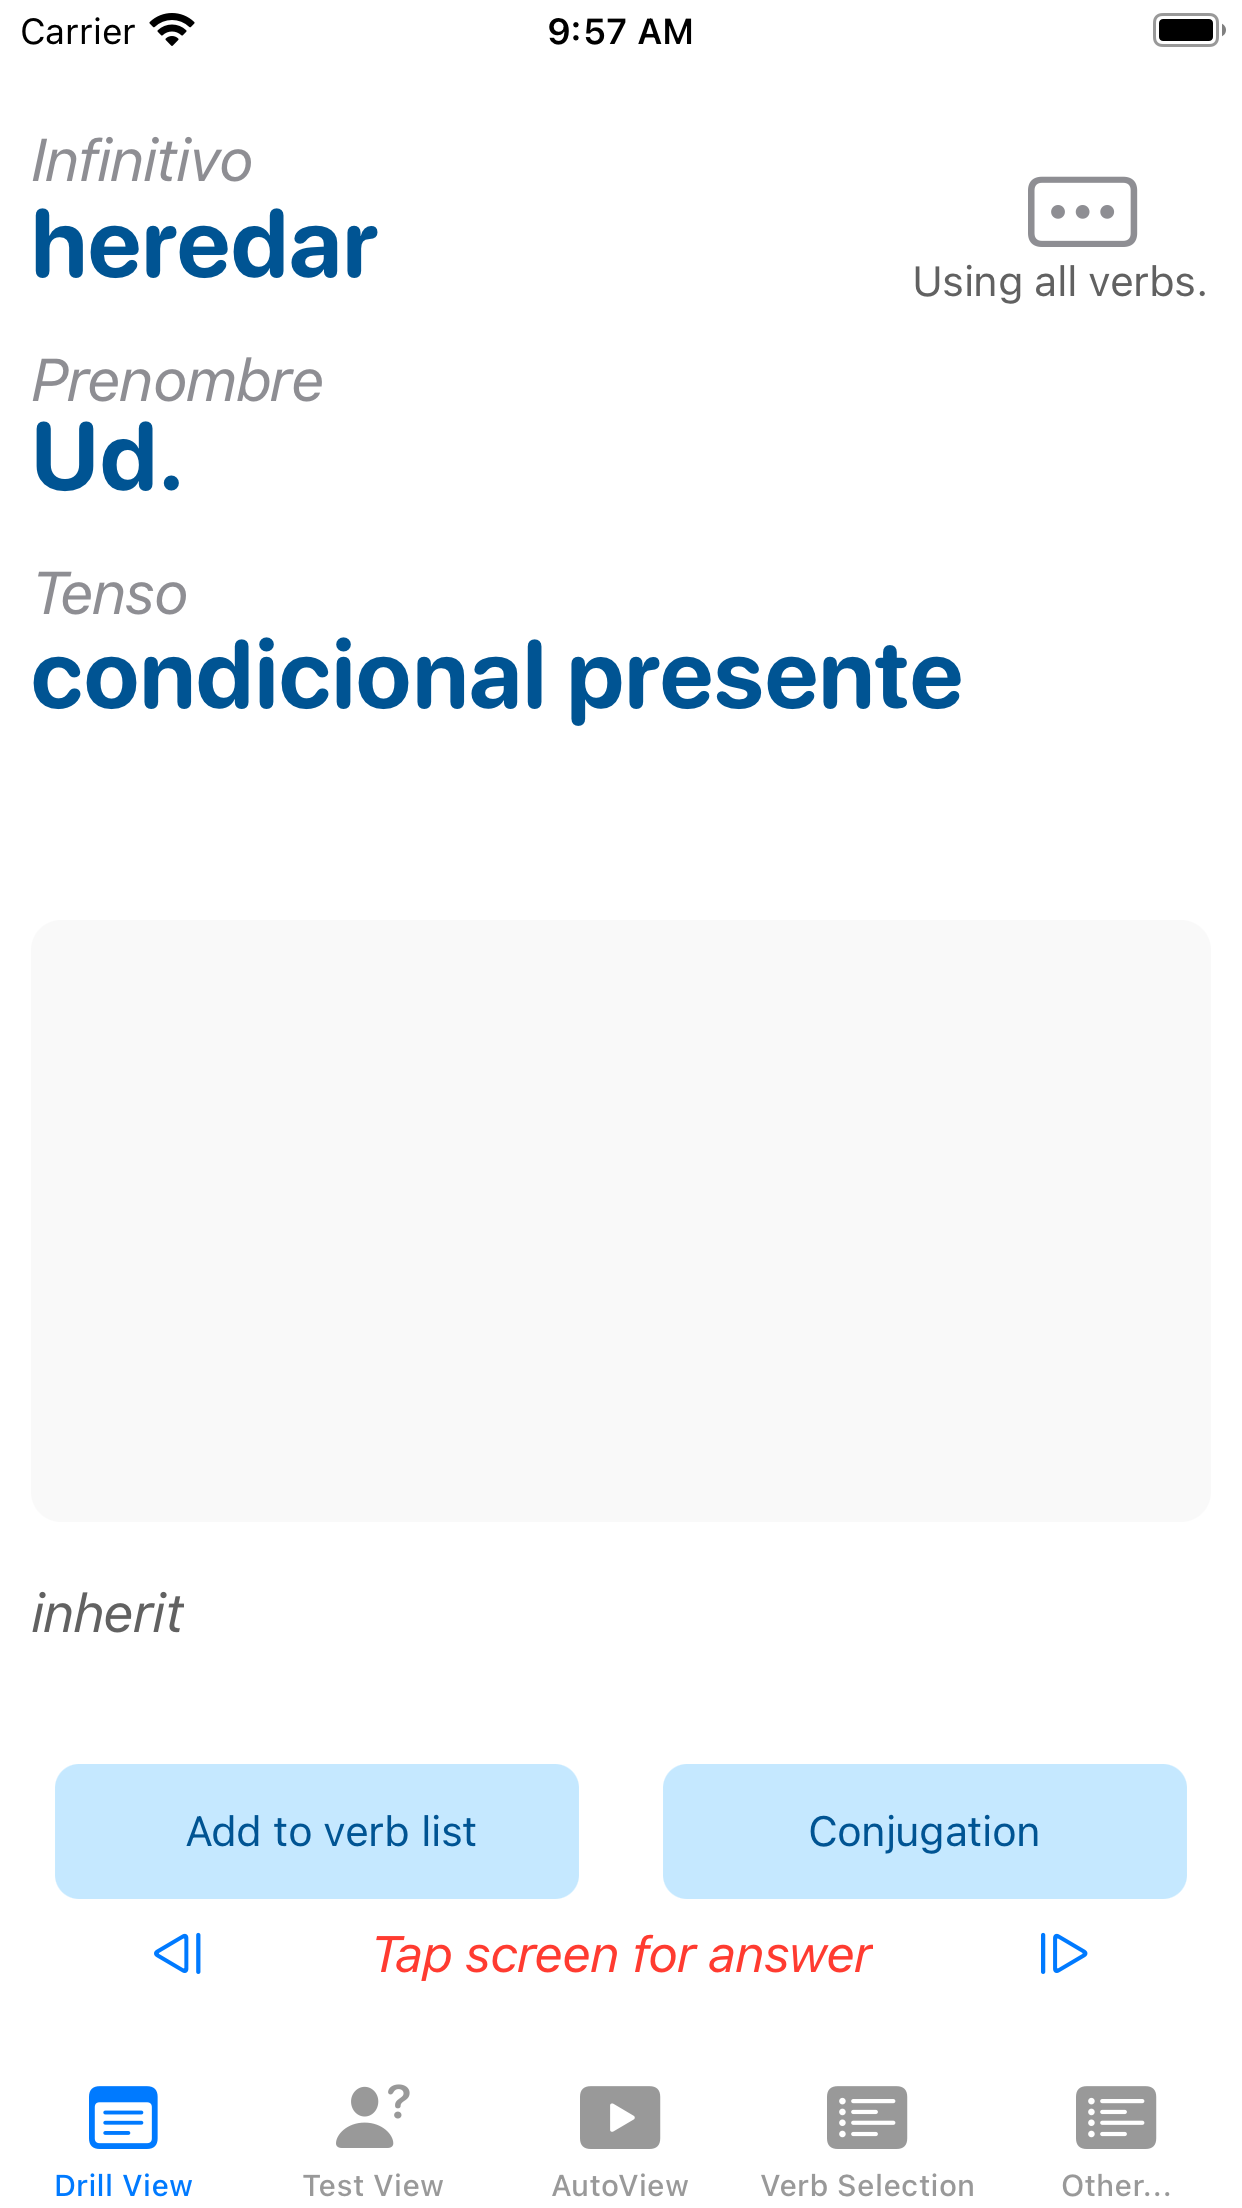 Carrier 9:57 AM
Infinitivo
heredar
Using all verbs.
Prenombre
Ud.
Tenso
condicional presente
inherit
Add to verb list Conjugation
Tap screen for answer
Drill View Test View AutoView Verb Selection Other...